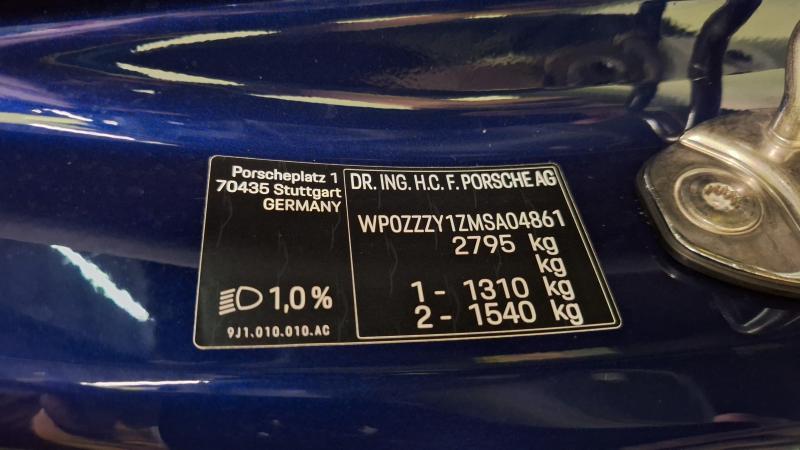 Porscheplatz 1
70435 Stuttgart
GERMANY
1,0 %
9J1.010.010.AC
DR. ING. H.C. F. PORSCHE AG
WP0ZZZY1ZMSA04861
2795 kg
kg
1 - 1310 kg
2 - 1540 kg